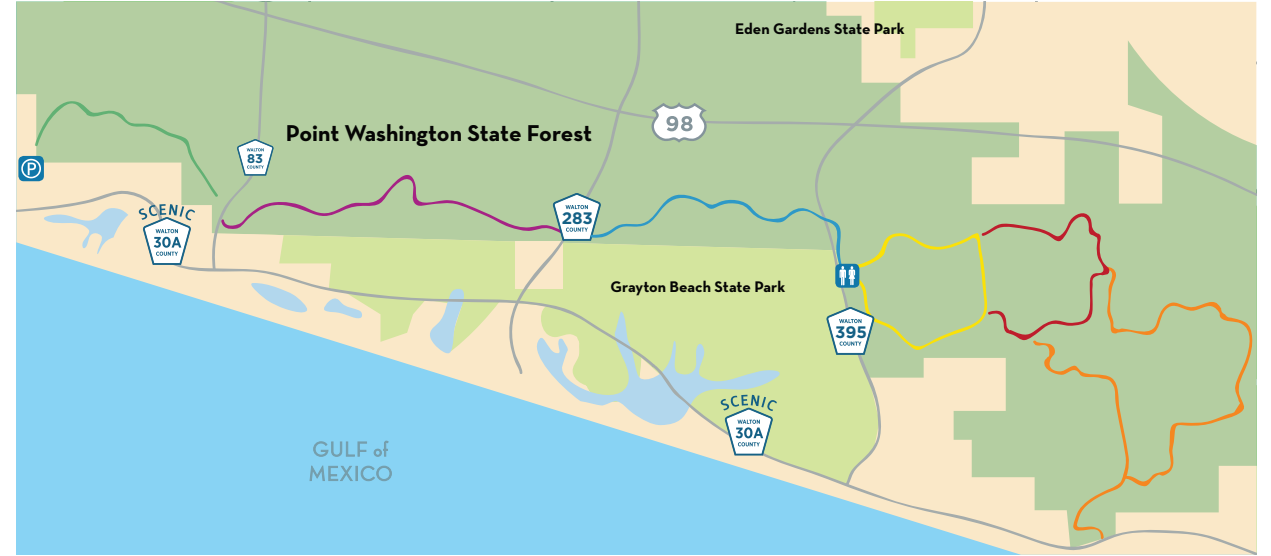 Eden Gardens State Park
98
Point Washington State Forest
WALTON
83
COUNTY
P
SCENIC
WALTON
30A
COUNTY
WALTON
283
COUNTY
Grayton Beach State Park
WALTON
395
COUNTY
SCENIC
WALTON
30A
COUNTY
GULF of
MEXICO